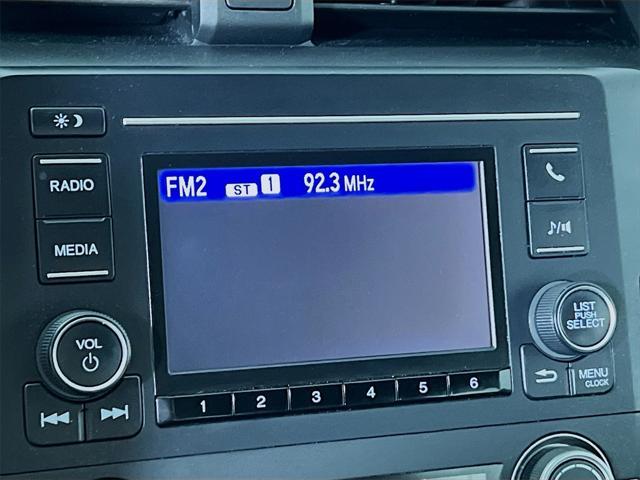 RADIO
MEDIA
VOL
FM2 ST 1 92.3 MHz
1 2 3 4 5 6
LIST
PUSH
SELECT
MENU
CLOCK